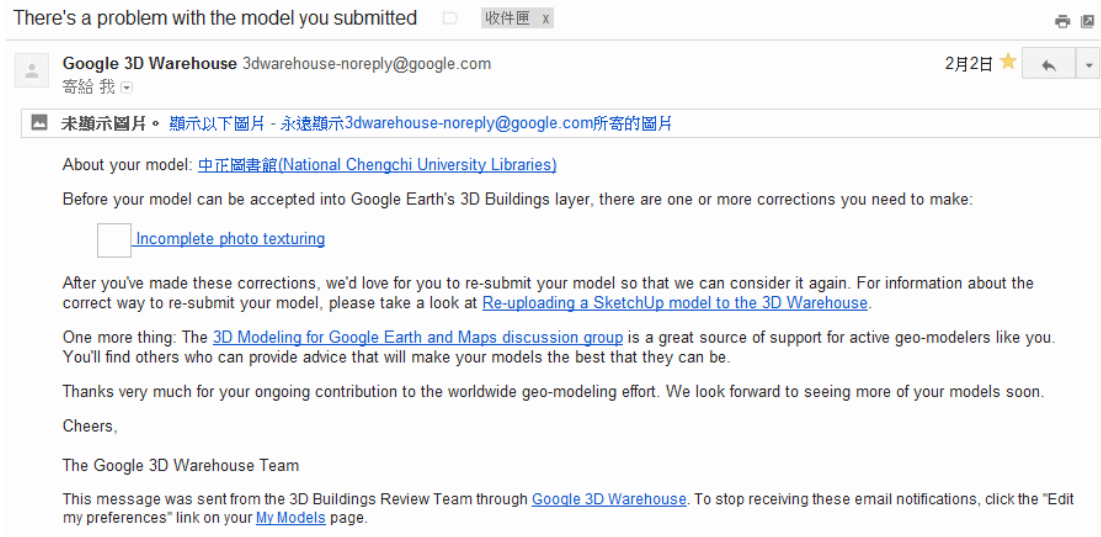 There's a problem with the model you submitted 收件匣 x
Google 3D Warehouse 3dwarehouse-noreply@google.com 2月2日
寄給 我
未顯示圖片。 顯示以下圖片 - 永遠顯示3dwarehouse-noreply@google.com所寄的圖片
About your model: 中正圖書館(National Chengchi University Libraries)
Before your model can be accepted into Google Earth's 3D Buildings layer, there are one or more corrections you need to make:
Incomplete photo texturing
After you've made these corrections, we'd love for you to re-submit your model so that we can consider it again. For information about the
correct way to re-submit your model, please take a look at Re-uploading a SketchUp model to the 3D Warehouse.
One more thing: The 3D Modeling for Google Earth and Maps discussion group is a great source of support for active geo-modelers like you.
You'll find others who can provide advice that will make your models the best that they can be.
Thanks very much for your ongoing contribution to the worldwide geo-modeling effort. We look forward to seeing more of your models soon.
Cheers,
The Google 3D Warehouse Team
This message was sent from the 3D Buildings Review Team through Google 3D Warehouse. To stop receiving these email notifications, click the "Edit
my preferences" link on your My Models page.